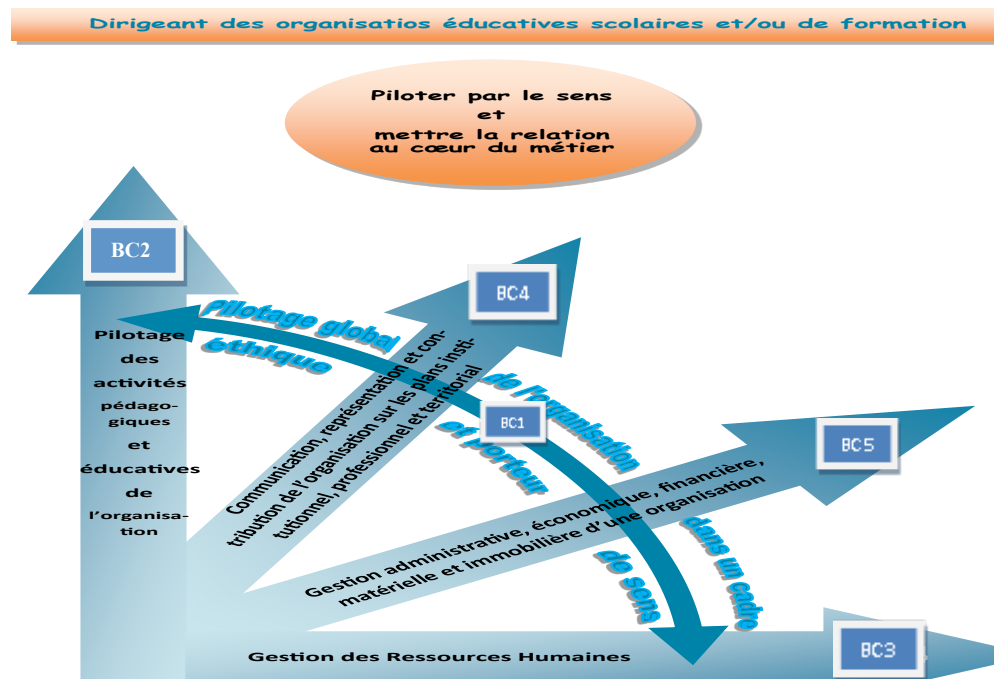 Dirigeant des organisatios éducatives scolaires et/ou de formation
Piloter par le sens
et
mettre la relation
au cœur du métier
BC2
Pilotage
des
activités
pédago-
giques
et
éducatives
de
l'organisa-
tion
BC4
Communication, représentation et con-
tribution de l'organisation sur les plans insti-
tutionnel, professionnel et territorial
Pilotage global
de l'organisation
dans un cadre
éthique
et porteur
de sens
BC1
BC5
Gestion administrative, économique, financière,
matérielle et immobilière d'une organisation
Gestion des Ressources Humaines
BC3